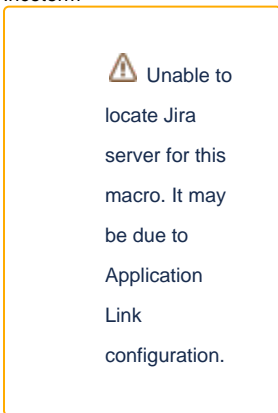 Unable to
locate Jira
server for this
macro. It may
be due to
Application
Link
configuration.